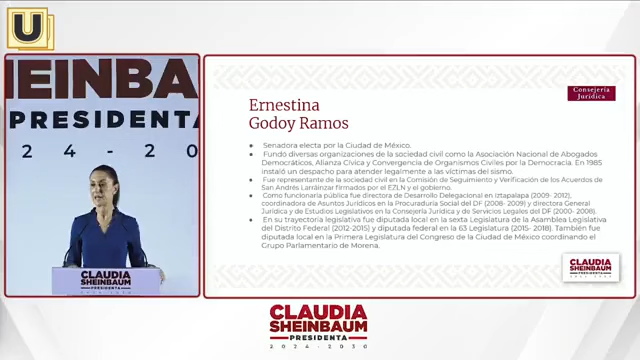 U
SHEINBA
PRESIDENTA
2 4 - 2 0
CLAUDIA
SHEINBAUM
PRESIDENTA
Consejería
Jurídica
Ernestina
Godoy Ramos
● Senadora electa por la Ciudad de México.
● Fundó diversas organizaciones de la sociedad civil como la Asociación Nacional de Abogados
Democráticos, Alianza Cívica y Convergencia de Organismos Civiles por la Democracia. En 1985
instaló un despacho para atender legalmente a las víctimas del sismo.
● Fue representante de la sociedad civil en la Comisión de Seguimiento y Verificación de los Acuerdos de
San Andrés Larráinzar firmados por el EZLN y el gobierno.
● Como funcionaria pública fue directora de Desarrollo Delegacional en Iztapalapa (2009- 2012),
coordinadora de Asuntos Jurídicos en la Procuraduría Social del DF (2008- 2009) y directora General
Jurídica y de Estudios Legislativos en la Consejería Jurídica y de Servicios Legales del DF (2000- 2008).
● En su trayectoria legislativa fue diputada local en la sexta Legislatura de la Asamblea Legislativa
del Distrito Federal (2012-2015) y diputada federal en la 63 Legislatura (2015- 2018). También fue
diputada local en la Primera Legislatura del Congreso de la Ciudad de México coordinando el
Grupo Parlamentario de Morena.
CLAUDIA
SHEINBAUM
PRESIDENTA
CLAUDIA
SHEINBAUM
PRESIDENTA
2024-2030